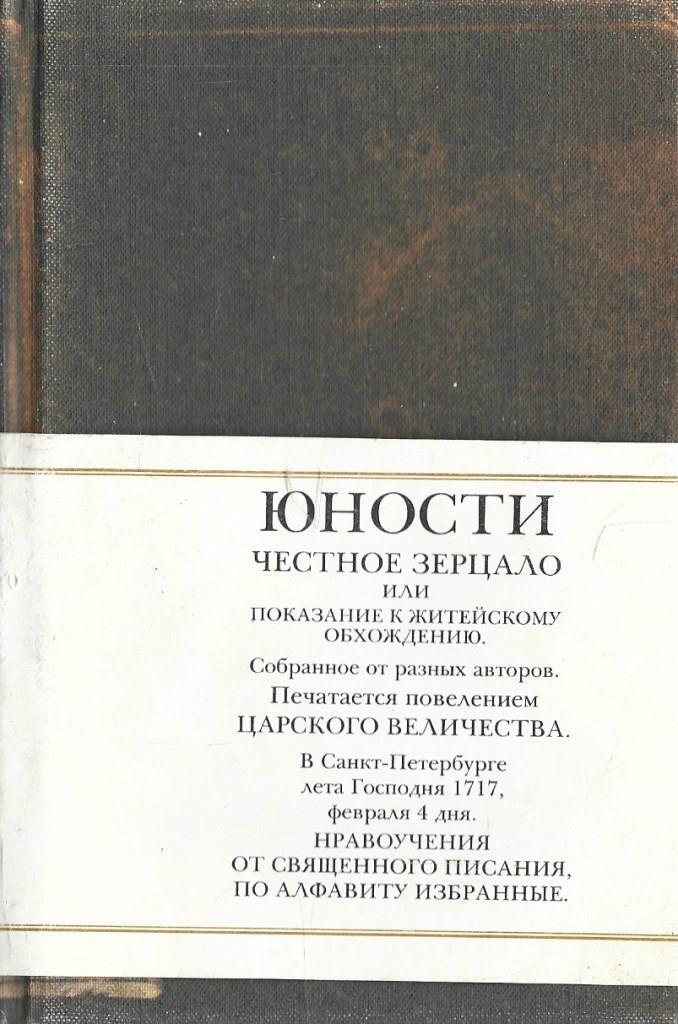 ЮНОСТИ
ЧЕСТНОЕ ЗЕРЦАЛО
ИЛИ
ПОКАЗАНИЕ К ЖИТЕЙСКОМУ
ОБХОЖДЕНИЮ.
Собранное от разных авторов.
Печатается повелением
ЦАРСКОГО ВЕЛИЧЕСТВА.
В Санкт-Петербурге
лета Господня 1717,
февраля 4 дня.
НРАВОУЧЕНИЯ
ОТ СВЯЩЕННОГО ПИСАНИЯ,
ПО АЛФАВИТУ ИЗБРАННЫЕ.